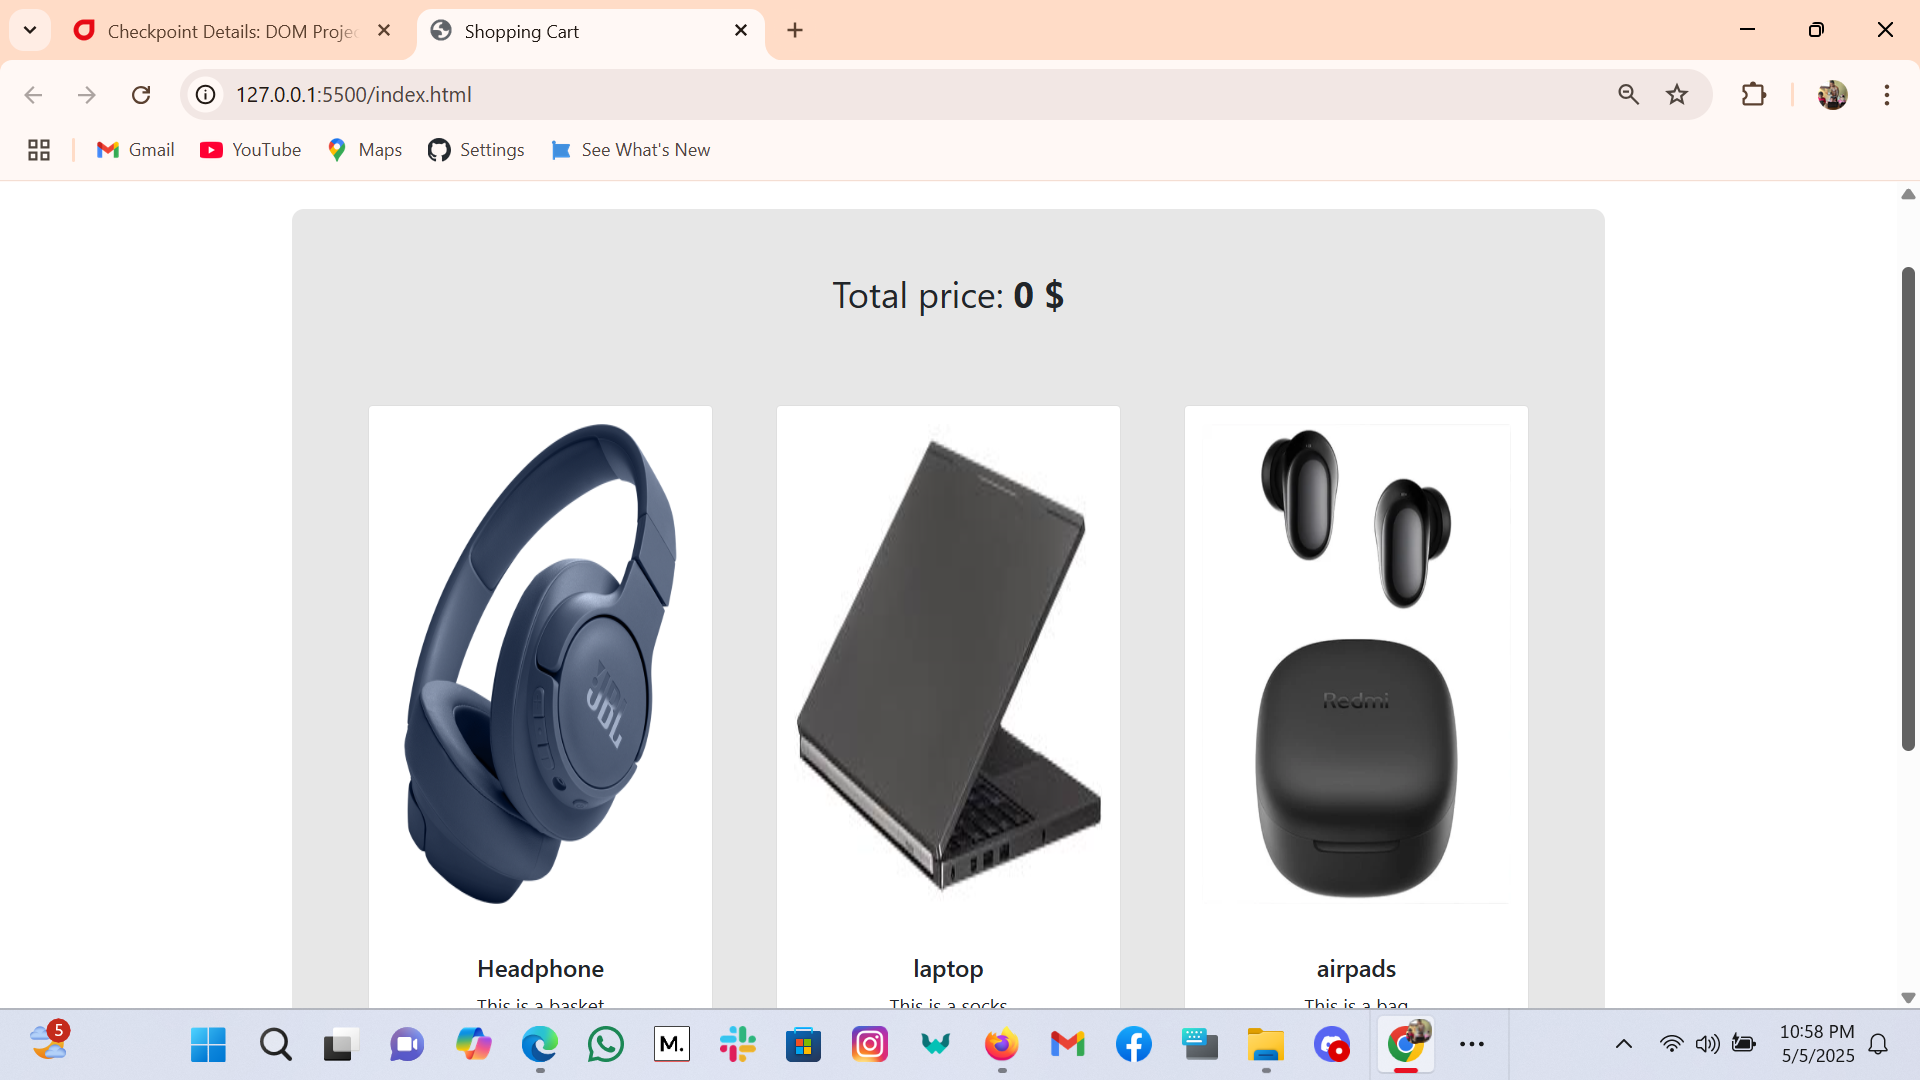 Checkpoint Details: DOM Projec
Shopping Cart
127.0.0.1:5500/index.html
Gmail
YouTube
Maps
Settings
See What's New
Total price: 0 $
JBL
Redmi
Headphone
laptop
airpads
This is a basket
This is a socks
This is a bag
5
M.
10:58 PM
5/5/2025